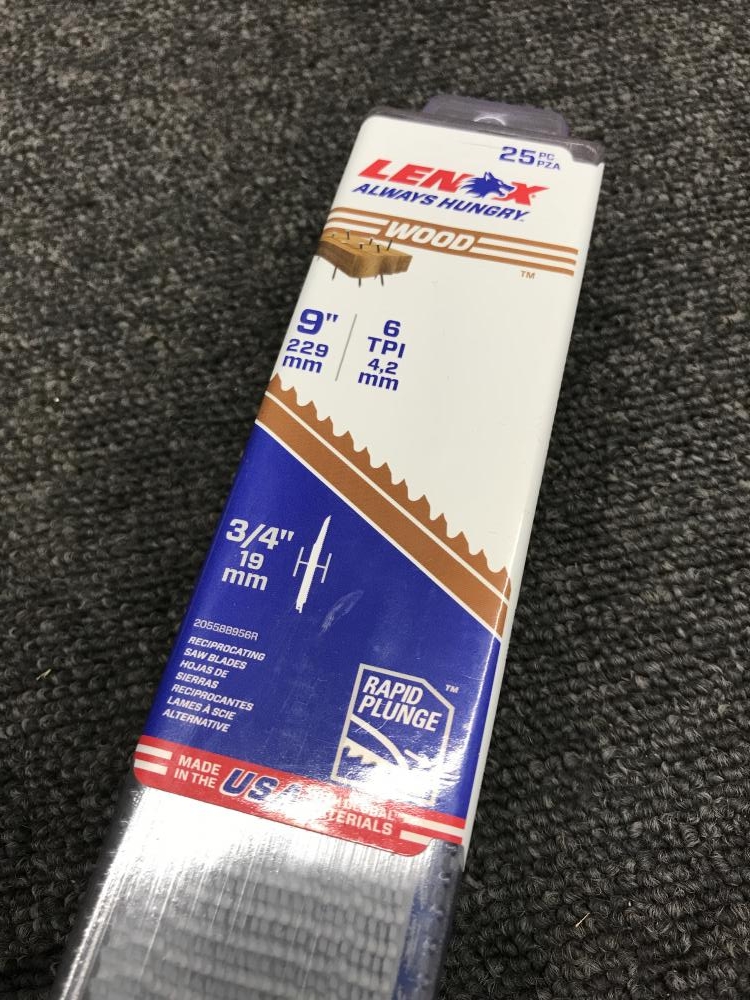 25 PC
PZA
LENOX
ALWAYS HUNGRY
WOOD
TM
9"
229
mm
6
TPI
4,2
mm
3/4"
19
mm
20558B956R
RECIPROCATING
SAW BLADES
HOJAS DE
SIERRAS
RECIPROCANTES
LAMES À SCIE
ALTERNATIVE
RAPID
PLUNGE
TM
MADE
IN THE
USA
GLOBAL